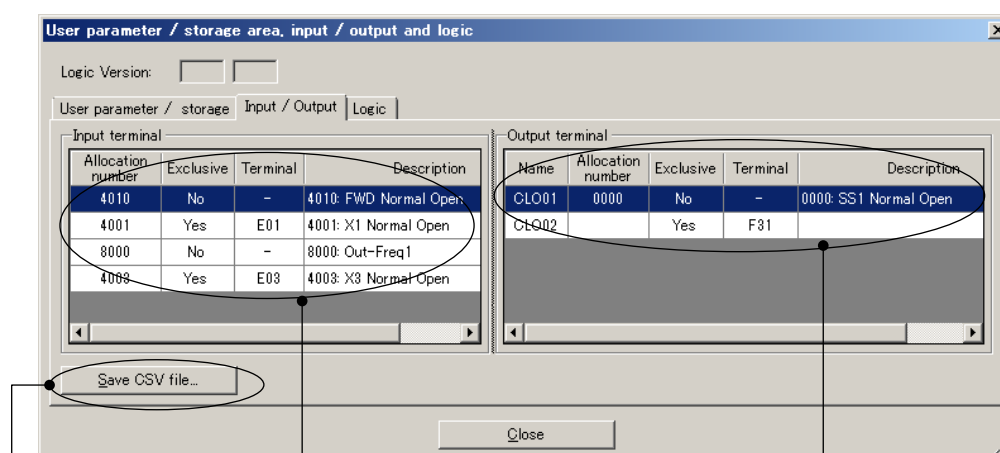 User parameter / storage area, input / output and logic
Logic Version:
User parameter / storage Input / Output Logic
Input terminal
Allocation number Exclusive Terminal Description
4010 No – 4010: FWD Normal Open
4001 Yes E01 4001: X1 Normal Open
8000 No – 8000: Out-Freq1
4003 Yes E03 4003: X3 Normal Open
Output terminal
Name Allocation number Exclusive Terminal Description
CLO01 0000 No – 0000: SS1 Normal Open
CLO02 Yes F31
Save CSV file...
Close